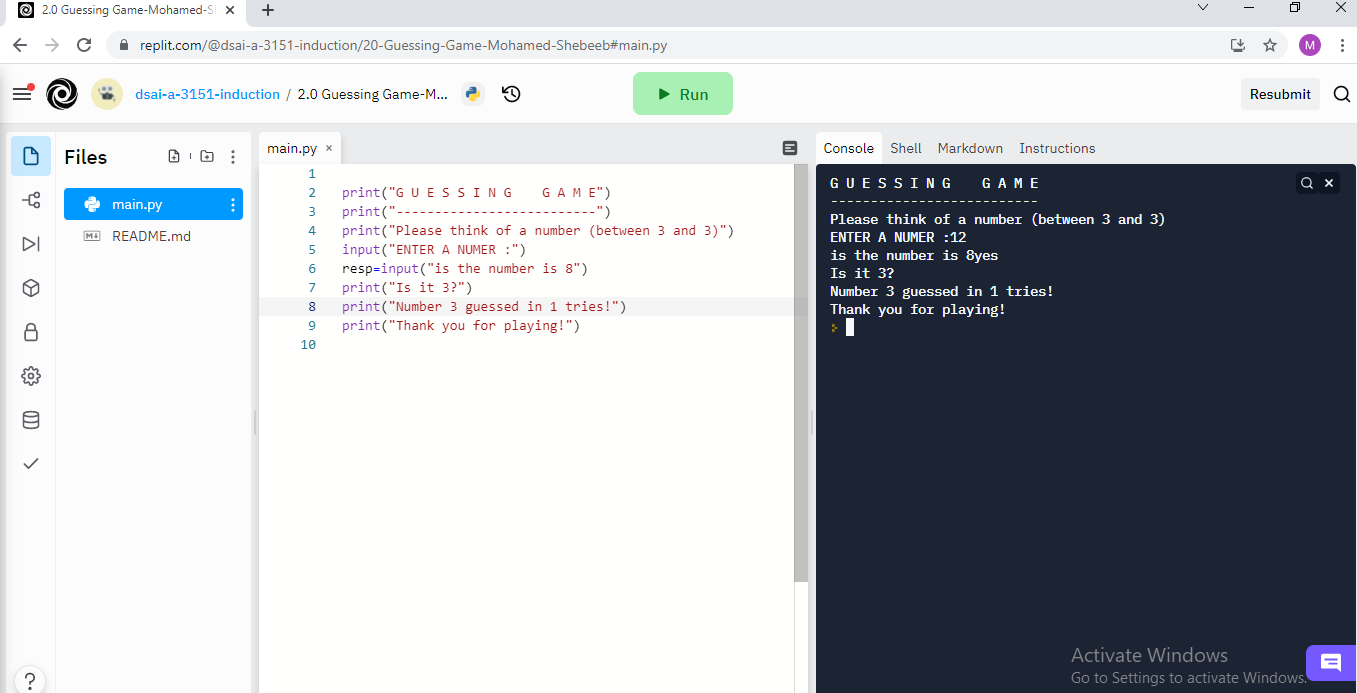 2.0 Guessing Game-Mohamed-S
replit.com/@dsai-a-3151-induction/20-Guessing-Game-Mohamed-Shebeeb#main.py
M
dsai-a-3151-induction / 2.0 Guessing Game-M...
Run
Resubmit
Files
main.py
README.md
main.py
1
2 print("G U E S S I N G    G A M E")
3 print("--------------------------")
4 print("Please think of a number (between 3 and 3)")
5 input("ENTER A NUMER :")
6 resp=input("is the number is 8")
7 print("Is it 3?")
8 print("Number 3 guessed in 1 tries!")
9 print("Thank you for playing!")
10
Console Shell Markdown Instructions
G U E S S I N G    G A M E
--------------------------
Please think of a number (between 3 and 3)
ENTER A NUMER :12
is the number is 8yes
Is it 3?
Number 3 guessed in 1 tries!
Thank you for playing!
Activate Windows
Go to Settings to activate Windows.
?